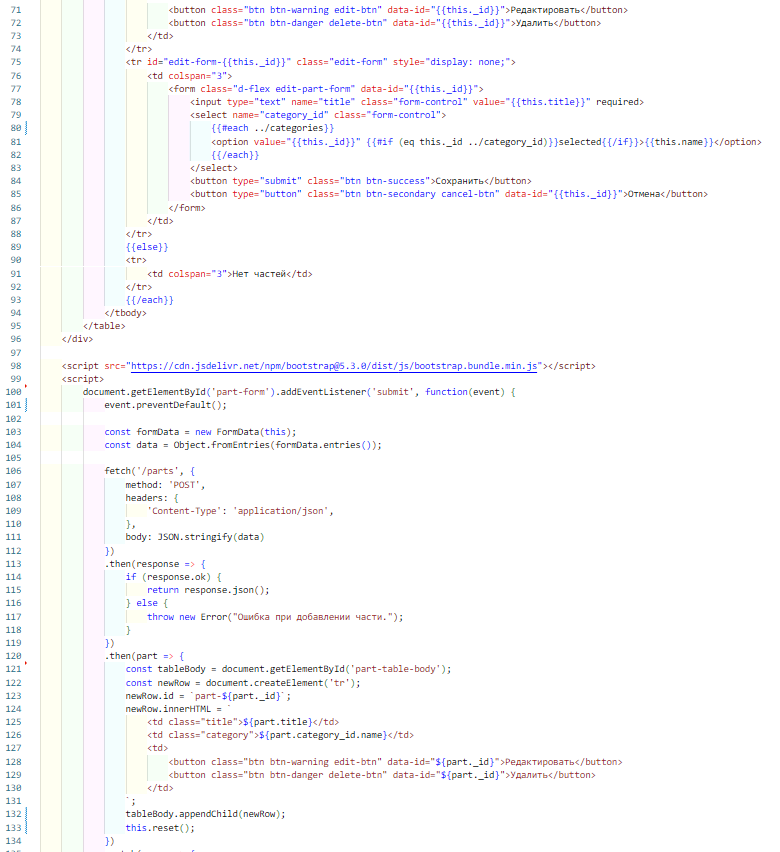 71 <button class="btn btn-warning edit-btn" data-id="{{this._id}}">Редактировать</button>
72 <button class="btn btn-danger delete-btn" data-id="{{this._id}}">Удалить</button>
73 </td>
74 </tr>
75 <tr id="edit-form-{{this._id}}" class="edit-form" style="display: none;">
76 <td colspan="3">
77 <form class="d-flex edit-part-form" data-id="{{this._id}}">
78 <input type="text" name="title" class="form-control" value="{{this.title}}" required>
79 <select name="category_id" class="form-control">
80 {{#each ../categories}}
81 <option value="{{this._id}}" {{#if (eq this._id ../category_id)}}selected{{/if}}>{{this.name}}</option>
82 {{/each}}
83 </select>
84 <button type="submit" class="btn btn-success">Сохранить</button>
85 <button type="button" class="btn btn-secondary cancel-btn" data-id="{{this._id}}">Отмена</button>
86 </form>
87 </td>
88 </tr>
89 {{else}}
90 <tr>
91 <td colspan="3">Нет частей</td>
92 </tr>
93 {{/each}}
94 </tbody>
95 </table>
96 </div>
97
98 <script src="https://cdn.jsdelivr.net/npm/bootstrap@5.3.0/dist/js/bootstrap.bundle.min.js"></script>
99 <script>
100 document.getElementById('part-form').addEventListener('submit', function(event) {
101 event.preventDefault();
102
103 const formData = new FormData(this);
104 const data = Object.fromEntries(formData.entries());
105
106 fetch('/parts', {
107 method: 'POST',
108 headers: {
109 'Content-Type': 'application/json',
110 },
111 body: JSON.stringify(data)
112 })
113 .then(response => {
114 if (response.ok) {
115 return response.json();
116 } else {
117 throw new Error("Ошибка при добавлении части.");
118 }
119 })
120 .then(part => {
121 const tableBody = document.getElementById('part-table-body');
122 const newRow = document.createElement('tr');
123 newRow.id = `part-${part._id}`;
124 newRow.innerHTML = `
125 <td class="title">${part.title}</td>
126 <td class="category">${part.category_id.name}</td>
127 <td>
128 <button class="btn btn-warning edit-btn" data-id="${part._id}">Редактировать</button>
129 <button class="btn btn-danger delete-btn" data-id="${part._id}">Удалить</button>
130 </td>
131 `;
132 tableBody.appendChild(newRow);
133 this.reset();
134 })